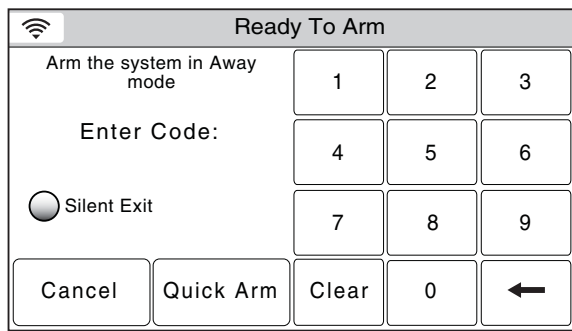 Ready To Arm
Arm the system in Away
mode
Enter Code:
Silent Exit
1 2 3
4 5 6
7 8 9
Cancel Quick Arm Clear 0